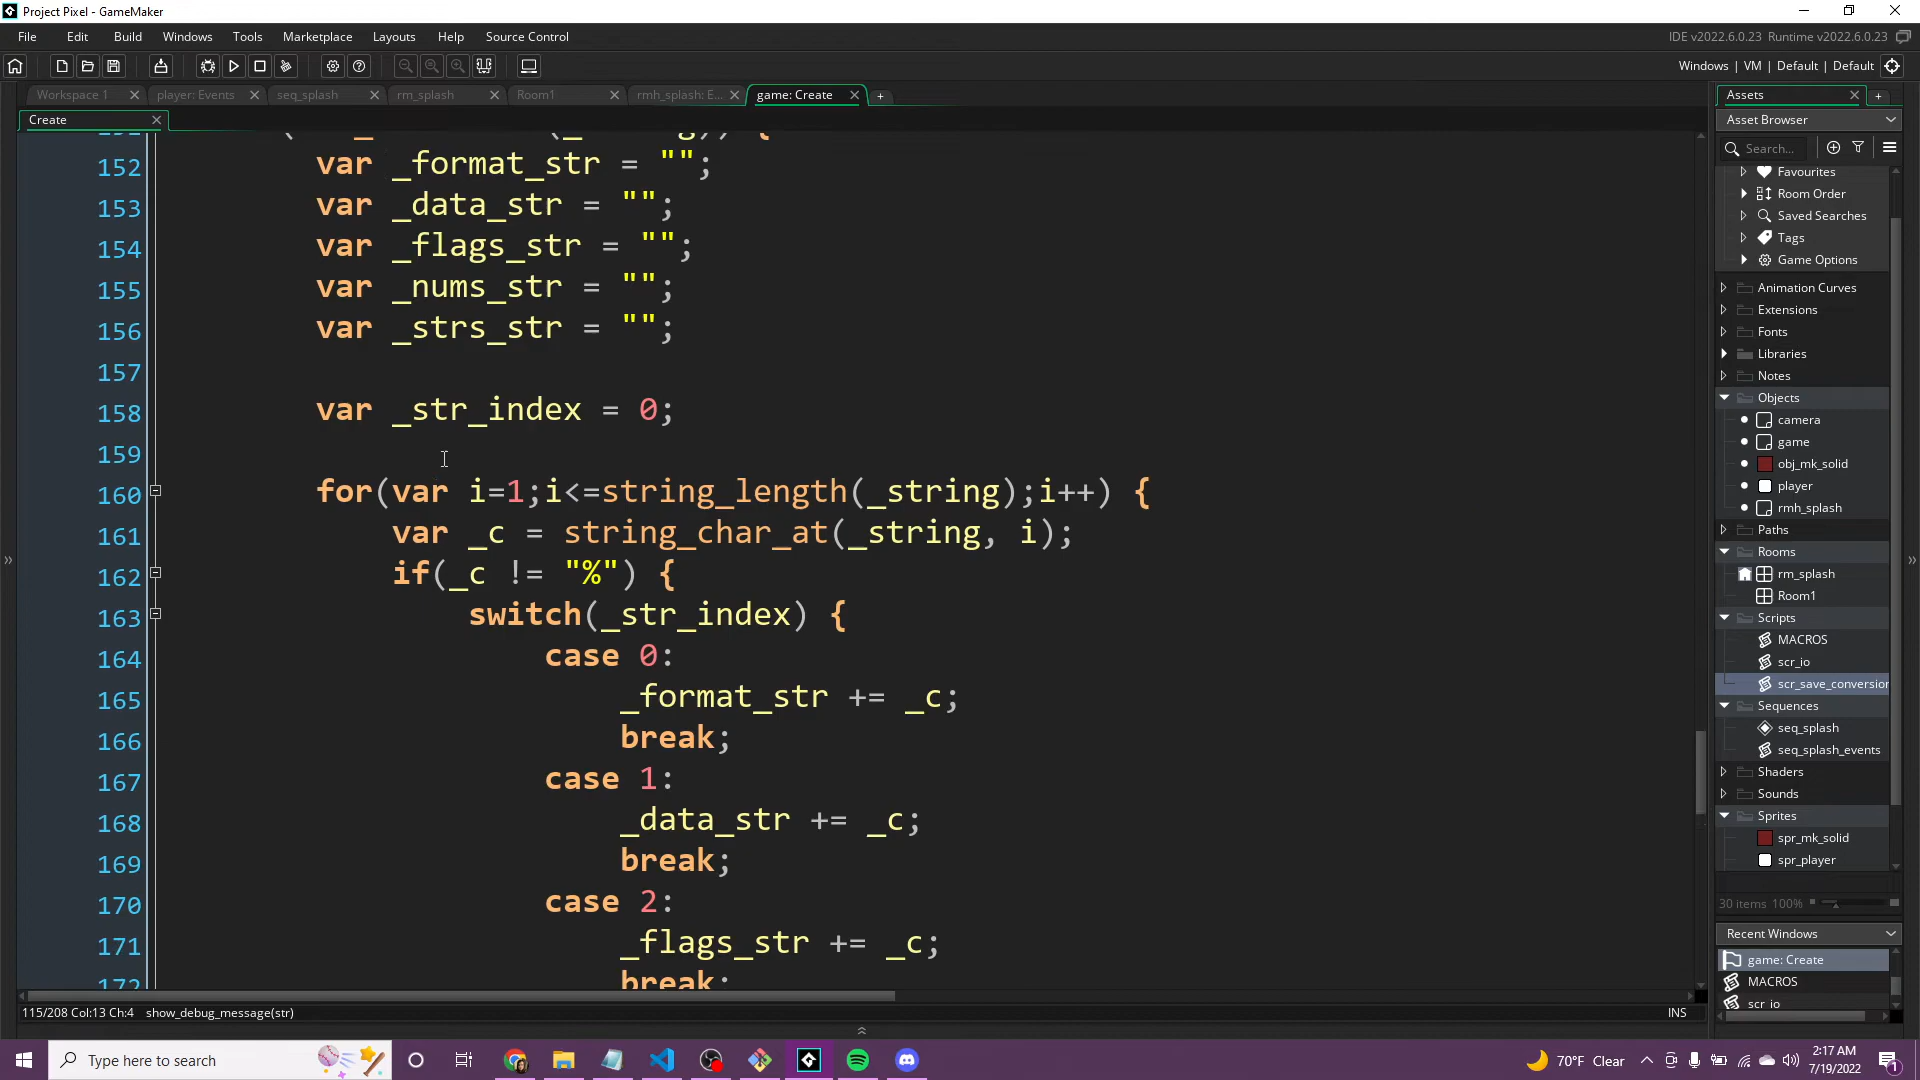 Project Pixel - GameMaker
File Edit Build Windows Tools Marketplace Layouts Help Source Control
IDE v2022.6.0.23 Runtime v2022.6.0.23
Windows | VM | Default | Default
Workspace 1 player: Events seq_splash rm_splash Room1 rmh_splash: E... game: Create
Create
152 var _format_str = "";
153 var _data_str = "";
154 var _flags_str = "";
155 var _nums_str = "";
156 var _strs_str = "";
157
158 var _str_index = 0;
159
160 for(var i=1;i<=string_length(_string);i++) {
161 var _c = string_char_at(_string, i);
162 if(_c != "%") {
163 switch(_str_index) {
164 case 0:
165 _format_str += _c;
166 break;
167 case 1:
168 _data_str += _c;
169 break;
170 case 2:
171 _flags_str += _c;
172 break;
115/208 Col:13 Ch:4 show_debug_message(str)
INS
Assets
Asset Browser
Search...
Favourites
Room Order
Saved Searches
Tags
Game Options
Animation Curves
Extensions
Fonts
Libraries
Notes
Objects
camera
game
obj_mk_solid
player
rmh_splash
Paths
Rooms
rm_splash
Room1
Scripts
MACROS
scr_io
scr_save_conversion
Sequences
seq_splash
seq_splash_events
Shaders
Sounds
Sprites
spr_mk_solid
spr_player
30 items 100%
Recent Windows
game: Create
MACROS
scr_io
Type here to search
70°F Clear
2:17 AM
7/19/2022
1